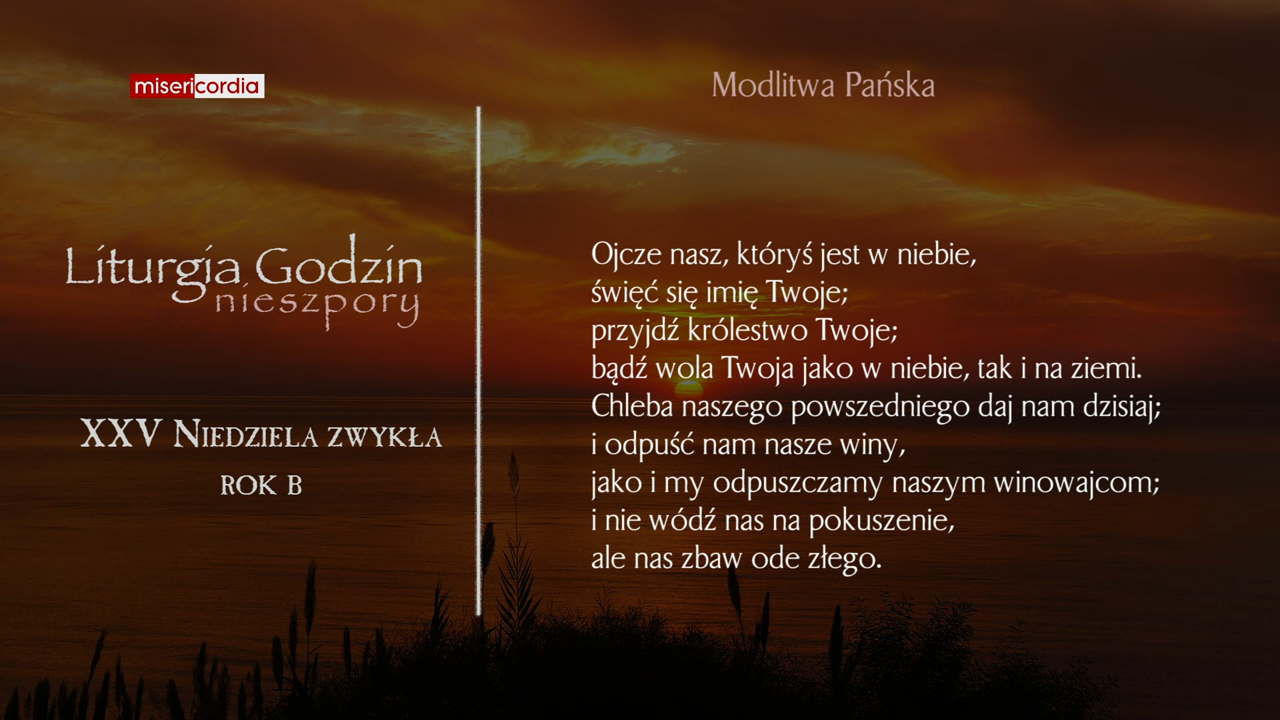 misericordia
Liturgia Godzin
nieszpory
XXV Niedziela zwykła
rok B
Modlitwa Pańska
Ojcze nasz, któryś jest w niebie,
święć się imię Twoje;
przyjdź królestwo Twoje;
bądź wola Twoja jako w niebie, tak i na ziemi.
Chleba naszego powszedniego daj nam dzisiaj;
i odpuść nam nasze winy,
jako i my odpuszczamy naszym winowajcom;
i nie wódź nas na pokuszenie,
ale nas zbaw ode złego.